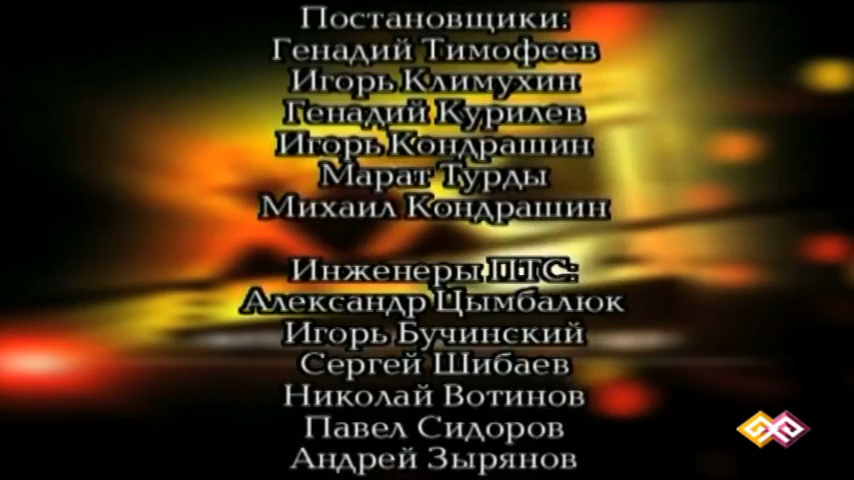 Постановщики:
Генадий Тимофеев
Игорь Климухин
Генадий Курилев
Игорь Кондрашин
Марат Турды
Михаил Кондрашин
Инженеры ПТС:
Александр Цымбалюк
Игорь Бучинский
Сергей Шибаев
Николай Вотинов
Павел Сидоров
Андрей Зырянов